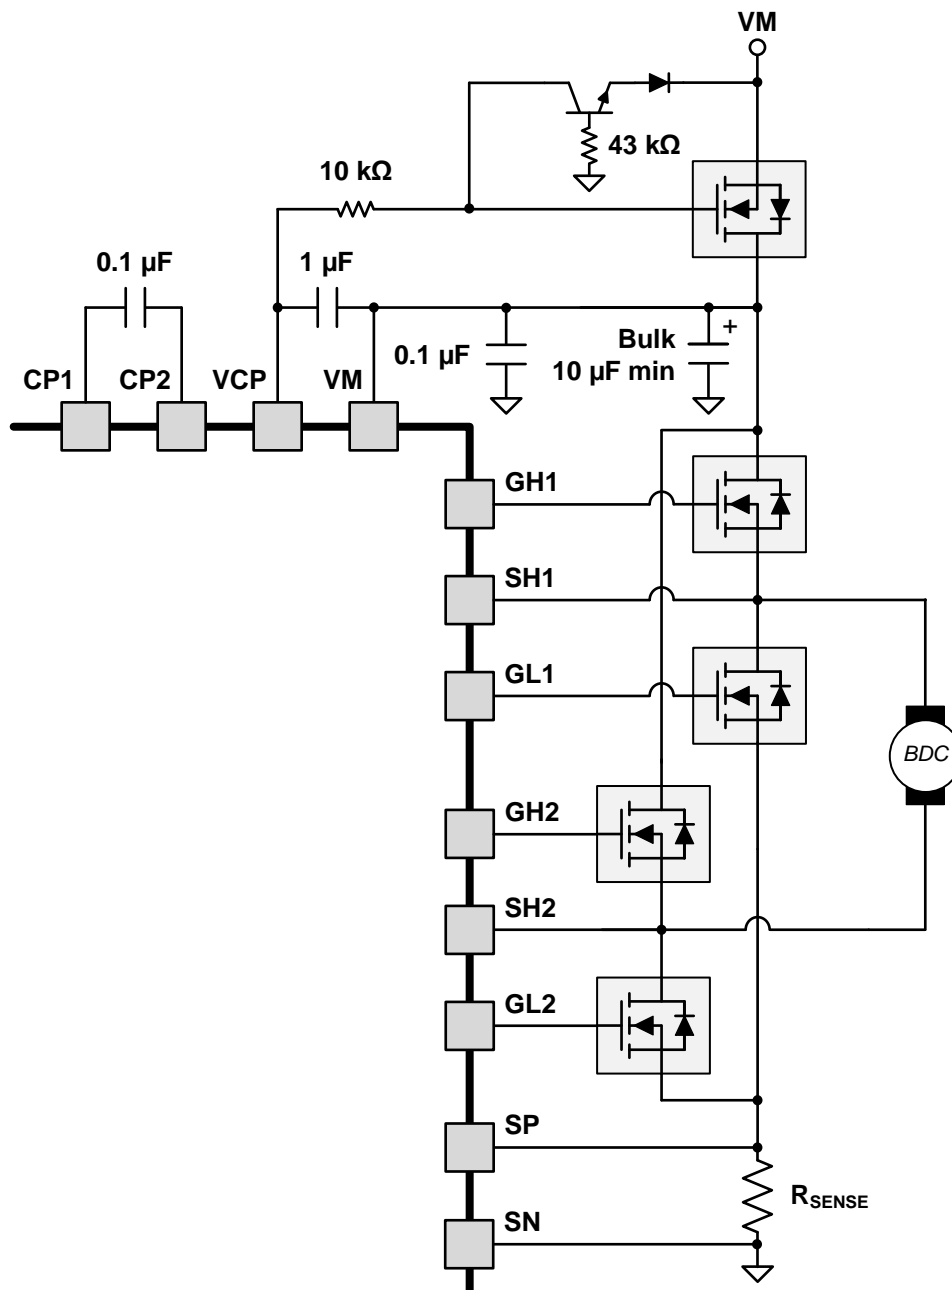 VM
43 kΩ
10 kΩ
0.1 µF
1 µF
+
Bulk
10 µF min
0.1 µF
CP1
CP2
VCP
VM
GH1
SH1
GL1
BDC
GH2
SH2
GL2
SP
RSENSE
SN